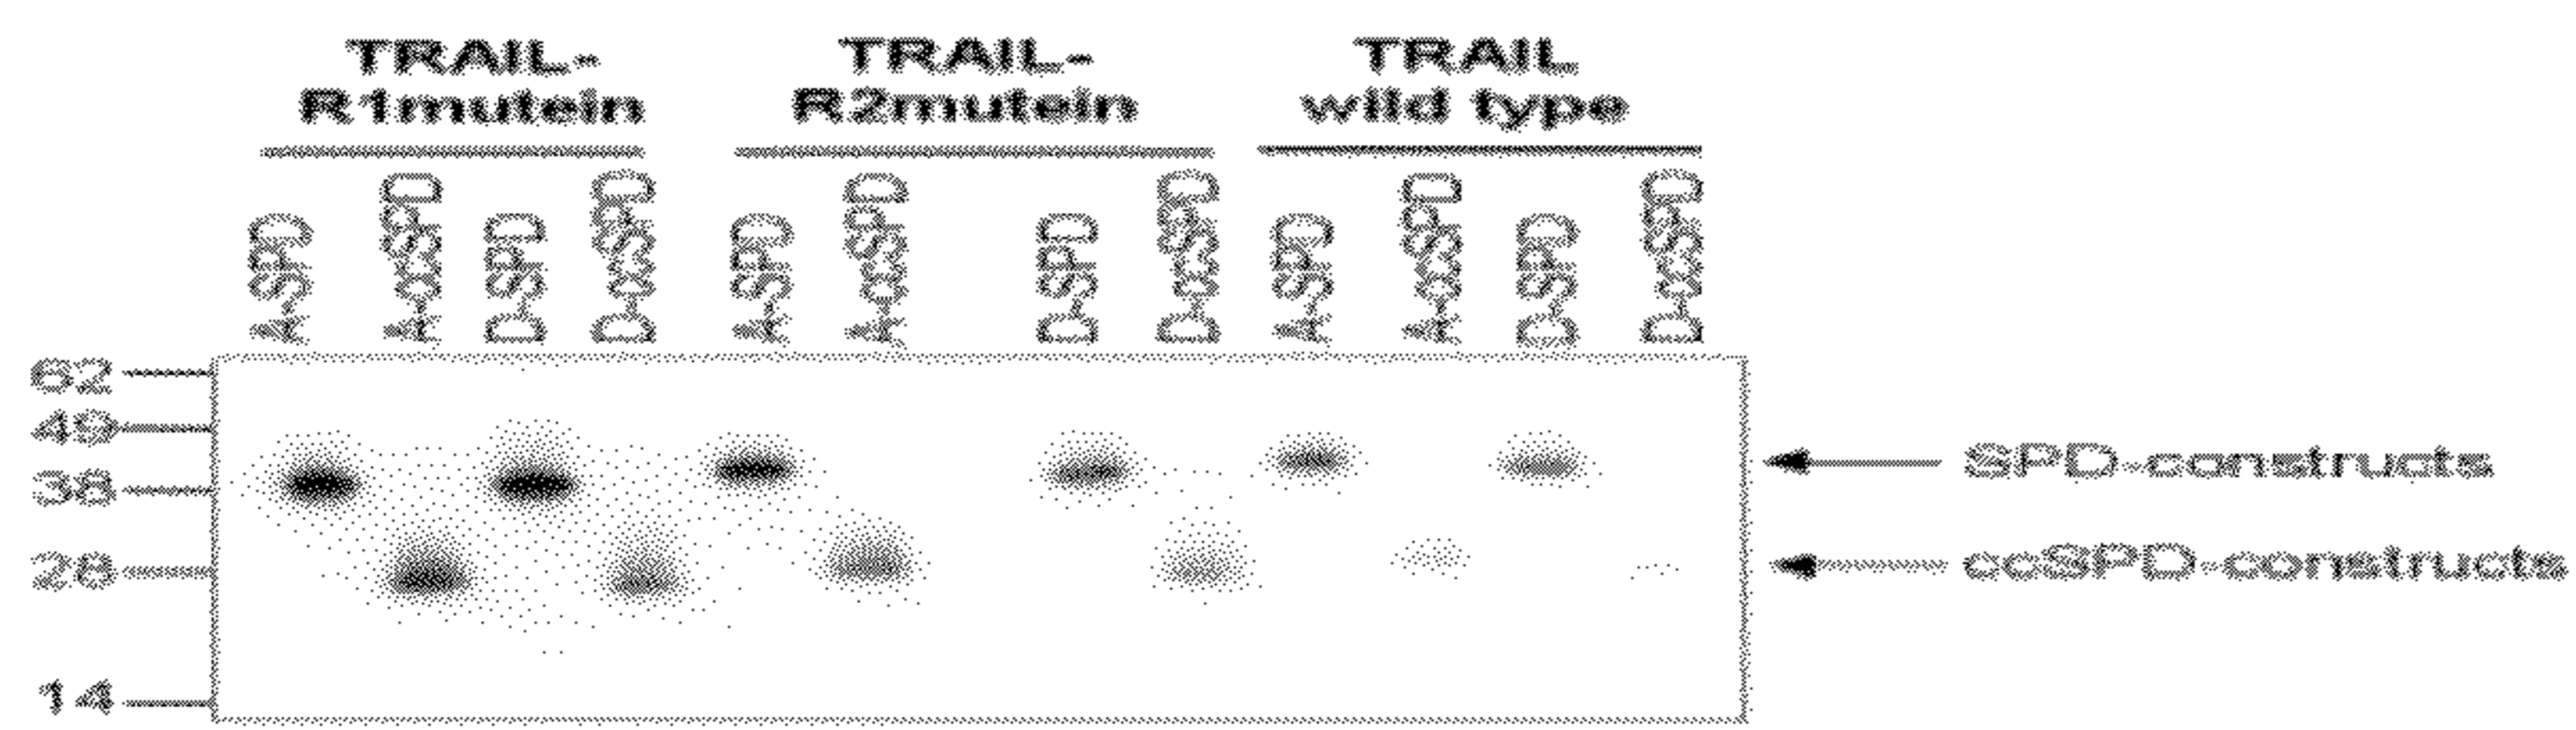 TRAIL-
R1mutein
TRAIL-
R2mutein
TRAIL
wild type
A-SPD
A-ccSPD
D-SPD
D-ccSPD
A-SPD
A-ccSPD
D-SPD
D-ccSPD
A-SPD
A-ccSPD
D-SPD
D-ccSPD
62
49
38
28
14
SPD-constructs
ccSPD-constructs